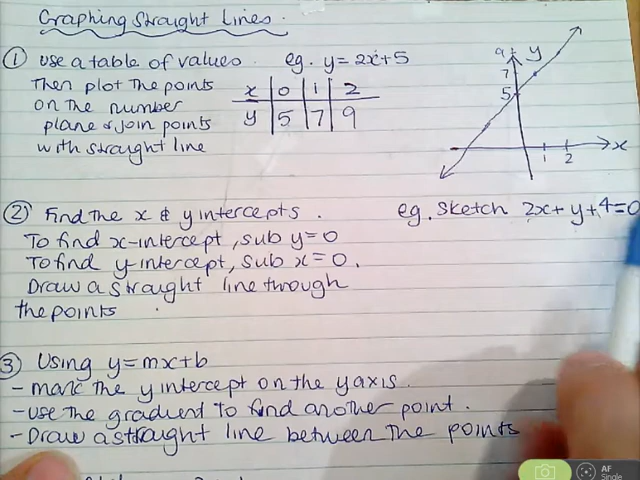 Graphing Straight Lines.
① Use a table of values. eg. y = 2x + 5
Then plot the points
on the number
plane & join points
with straight line
x 0 1 2
y 5 7 9
9 y
7
5
1 2 x
② Find the x & y intercepts. eg. Sketch 2x + y + 4 = 0
To find x-intercept, sub y = 0
To find y-intercept, sub x = 0.
Draw a straight line through
the points
③ Using y = mx + b
- mark the y intercept on the y axis.
- use the gradient to find another point.
- Draw a straight line between the points
AF
Single